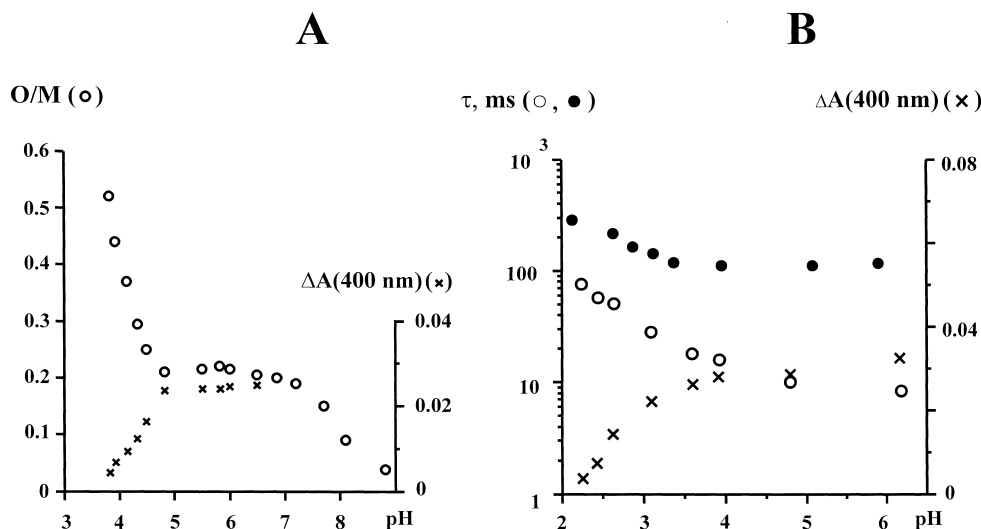 A
B
O/M (o)
τ, ms (○, ●)
ΔA(400 nm) (×)
0.6
0.5
0.4
0.3
0.2
0.1
0
ΔA(400 nm) (×)
0.04
0.02
0
3 4 5 6 7 8 pH
10 3
100
10
1
0.08
0.04
0
2 3 4 5 6 pH